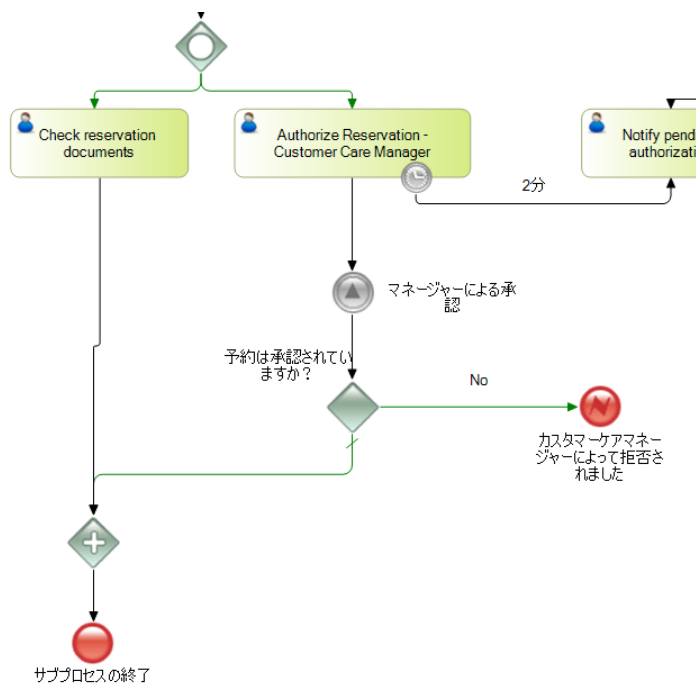 Check reservation
documents
Authorize Reservation -
Customer Care Manager
Notify
authorizati
2分
マネージャーによる承
認
予約は承認されてい
ますか？
No
カスタマーケアマネー
ジャーによって拒否さ
れました
サブプロセスの終了